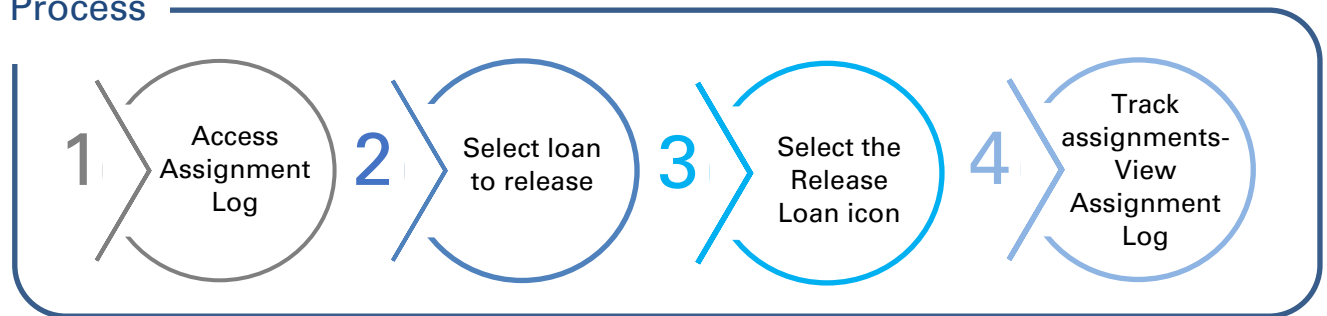 Process
1
Access
Assignment
Log
2
Select loan
to release
3
Select the
Release
Loan icon
4
Track
assignments-
View
Assignment
Log